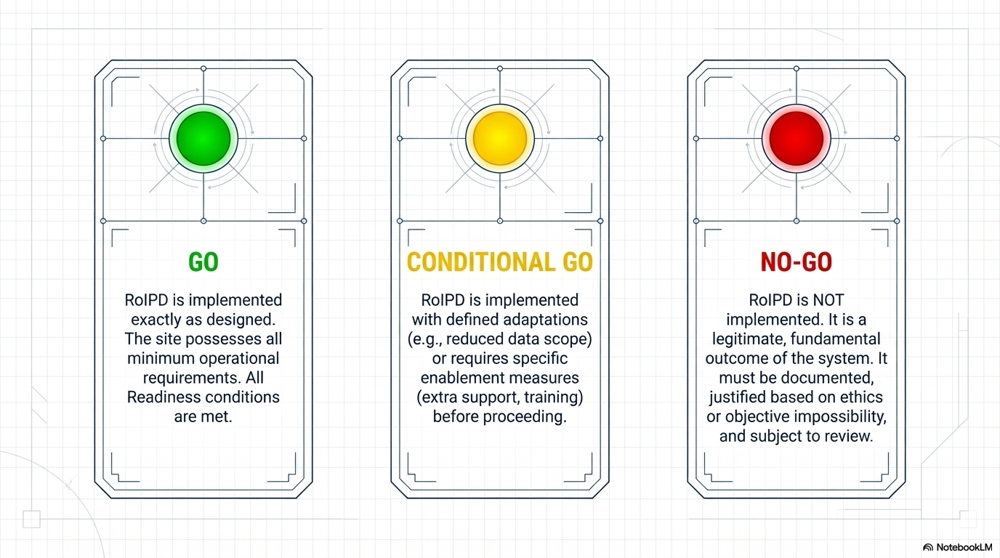 GO
RoIPD is implemented
exactly as designed.
The site possesses all
minimum operational
requirements. All
Readiness conditions
are met.
CONDITIONAL GO
RoIPD is implemented
with defined adaptations
(e.g., reduced data scope)
or requires specific
enablement measures
(extra support, training)
before proceeding.
NO-GO
RoIPD is NOT
implemented. It is a
legitimate, fundamental
outcome of the system. It
must be documented,
justified based on ethics
or objective impossibility,
and subject to review.
NotebookLM